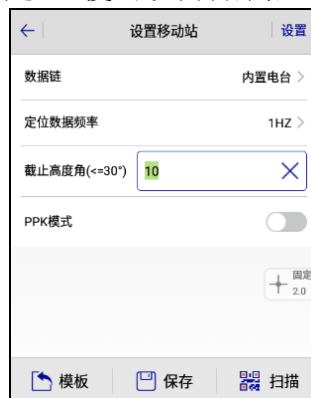 设置移动站
设置
数据链
内置电台
定位数据频率
1HZ
截止高度角(<=30°)
10
PPK模式
固定
2.0
模板
保存
扫描